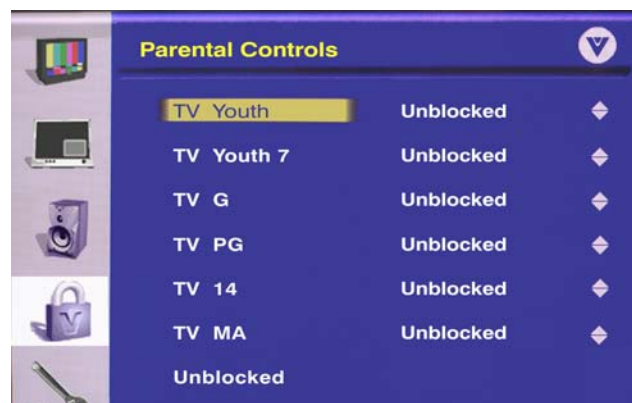 Parental Controls
V
TV Youth Unblocked
TV Youth 7 Unblocked
TV G Unblocked
TV PG Unblocked
TV 14 Unblocked
TV MA Unblocked
Unblocked
V